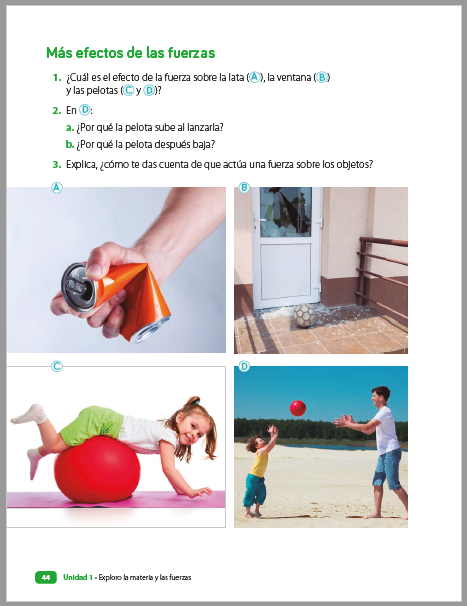 Más efectos de las fuerzas
1. ¿Cuál es el efecto de la fuerza sobre la lata (A), la ventana (B)
y las pelotas (C y D)?
2. En D:
a. ¿Por qué la pelota sube al lanzarla?
b. ¿Por qué la pelota después baja?
3. Explica, ¿cómo te das cuenta de que actúa una fuerza sobre los objetos?
A
B
C
D
44 Unidad 1 • Exploro la materia y las fuerzas